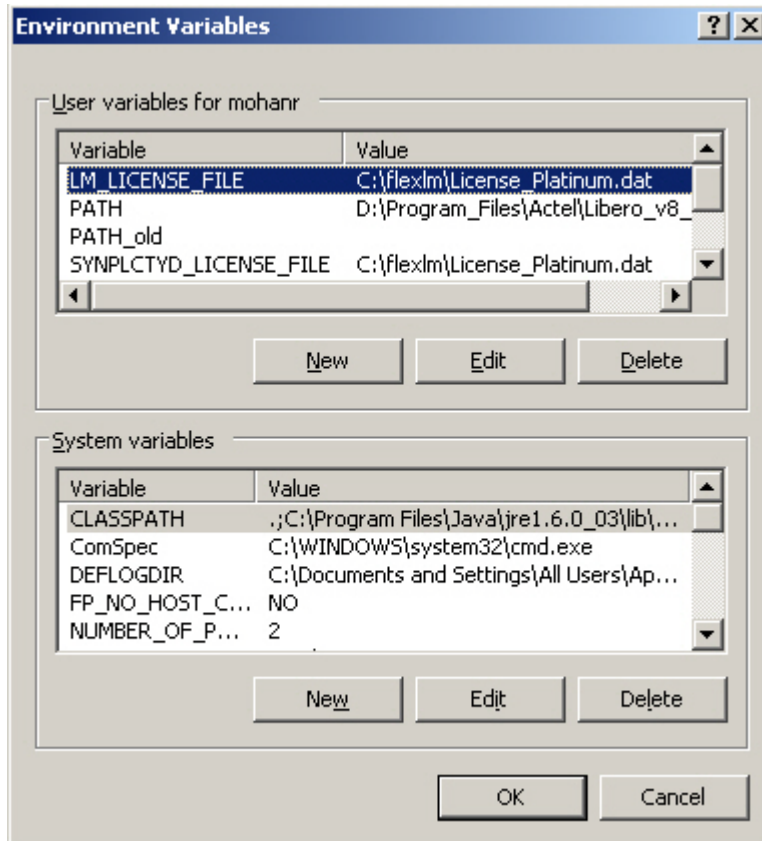 Environment Variables
User variables for mohanr
Variable Value
LM_LICENSE_FILE C:\flexlm\License_Platinum.dat
PATH D:\Program_Files\Actel\Libero_v8_
PATH_old
SYNPLCTYD_LICENSE_FILE C:\flexlm\License_Platinum.dat
New Edit Delete
System variables
Variable Value
CLASSPATH .;C:\Program Files\Java\jre1.6.0_03\lib\...
ComSpec C:\WINDOWS\system32\cmd.exe
DEFLOGDIR C:\Documents and Settings\All Users\Ap...
FP_NO_HOST_C... NO
NUMBER_OF_P... 2
New Edit Delete
OK Cancel